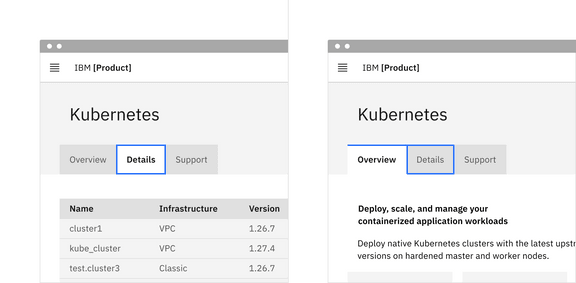 IBM [Product]
Kubernetes
Overview Details Support
Name Infrastructure Version
cluster1 VPC 1.26.7
kube_cluster VPC 1.27.4
test.cluster3 Classic 1.26.7
IBM [Product]
Kubernetes
Overview Details Support
Deploy, scale, and manage your
containerized application workloads
Deploy native Kubernetes clusters with the latest
versions on hardened master and worker nodes.